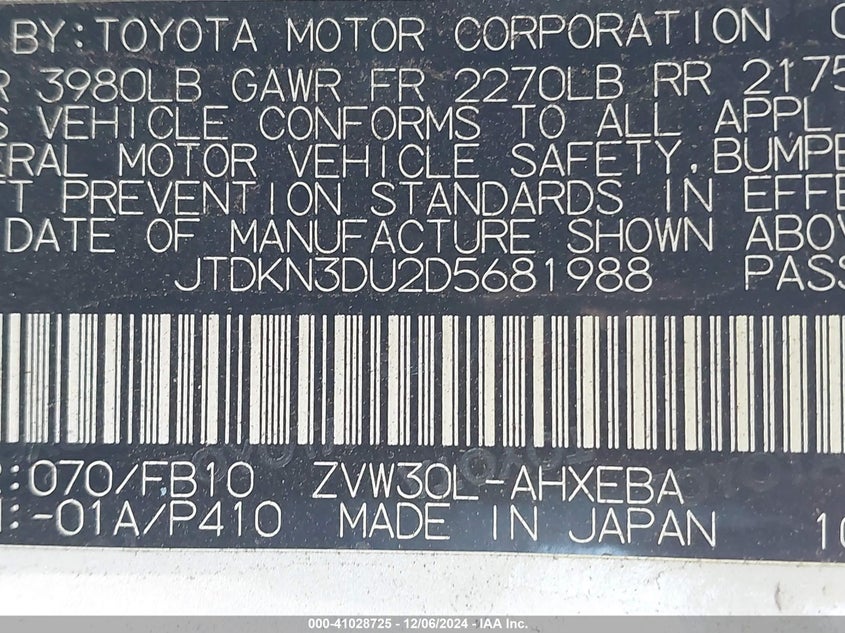 BY:TOYOTA MOTOR CORPORATION
3980LB GAWR FR 2270LB RR 2175
VEHICLE CONFORMS TO ALL APPL
ERAL MOTOR VEHICLE SAFETY, BUMPE
T PREVENTION STANDARDS IN EFFE
DATE OF MANUFACTURE SHOWN ABOV
JTDKN3DU2D5681988 PASS
:070/FB10 ZVW30L-AHXEBA
:-01A/P410 MADE IN JAPAN 10
000-41028725 - 12/06/2024 - IAA Inc.